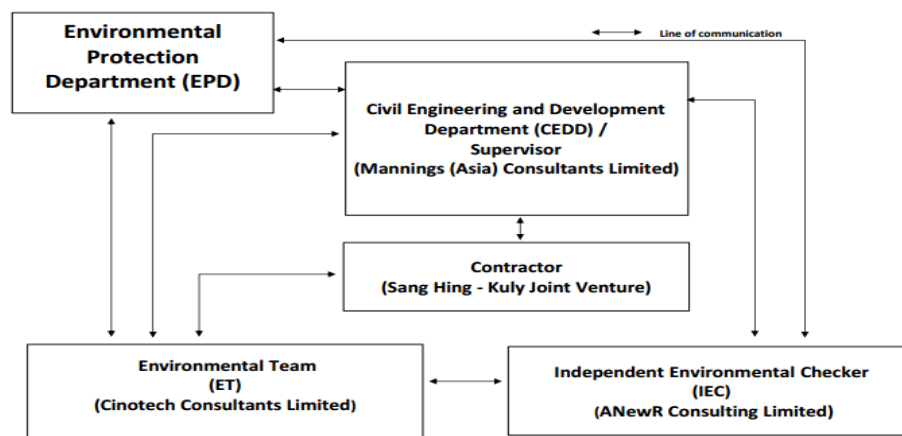 Environmental
Protection
Department (EPD)
Line of communication
Civil Engineering and Development
Department (CEDD) /
Supervisor
(Mannings (Asia) Consultants Limited)
Contractor
(Sang Hing - Kuly Joint Venture)
Environmental Team
(ET)
(Cinotech Consultants Limited)
Independent Environmental Checker
(IEC)
(ANewR Consulting Limited)